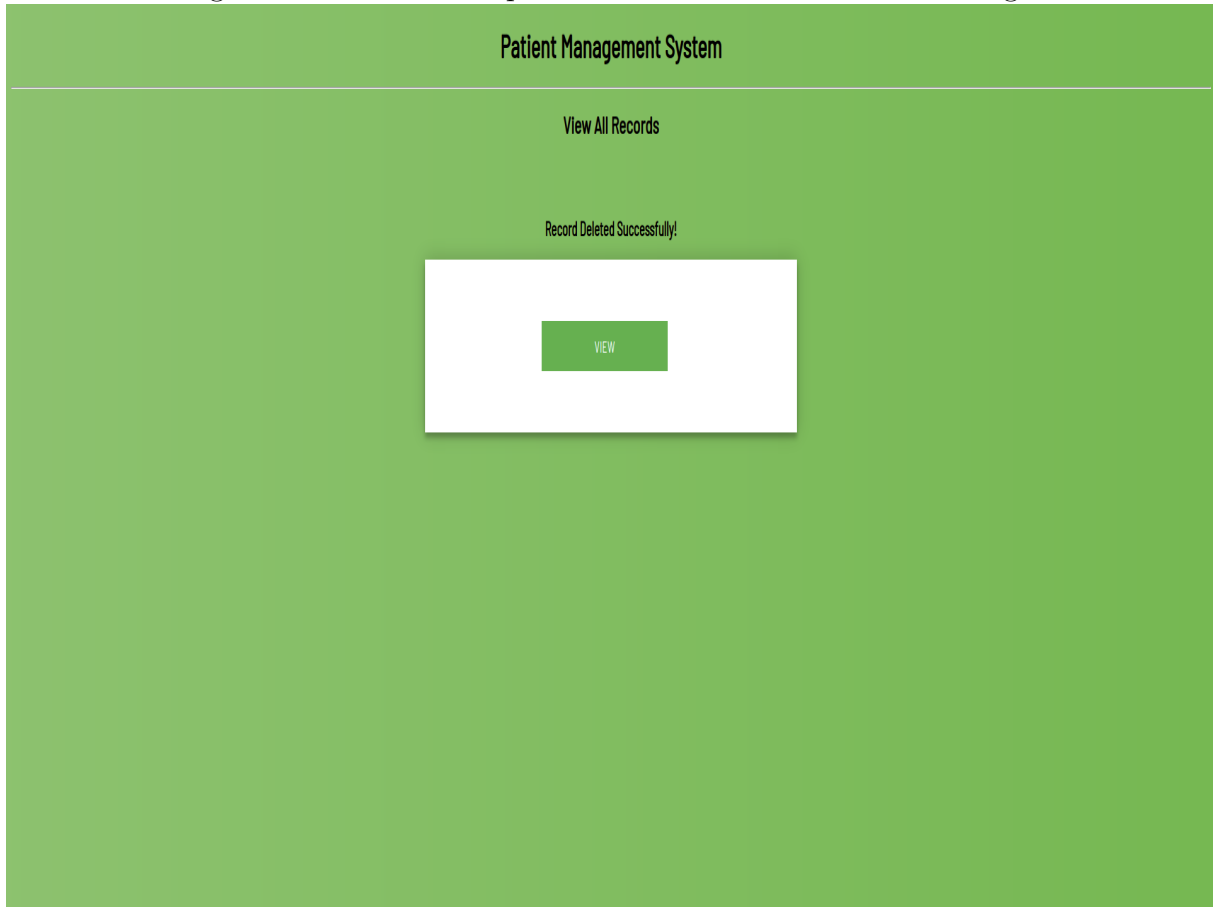 Patient Management System
View All Records
Record Deleted Successfully!
VIEW